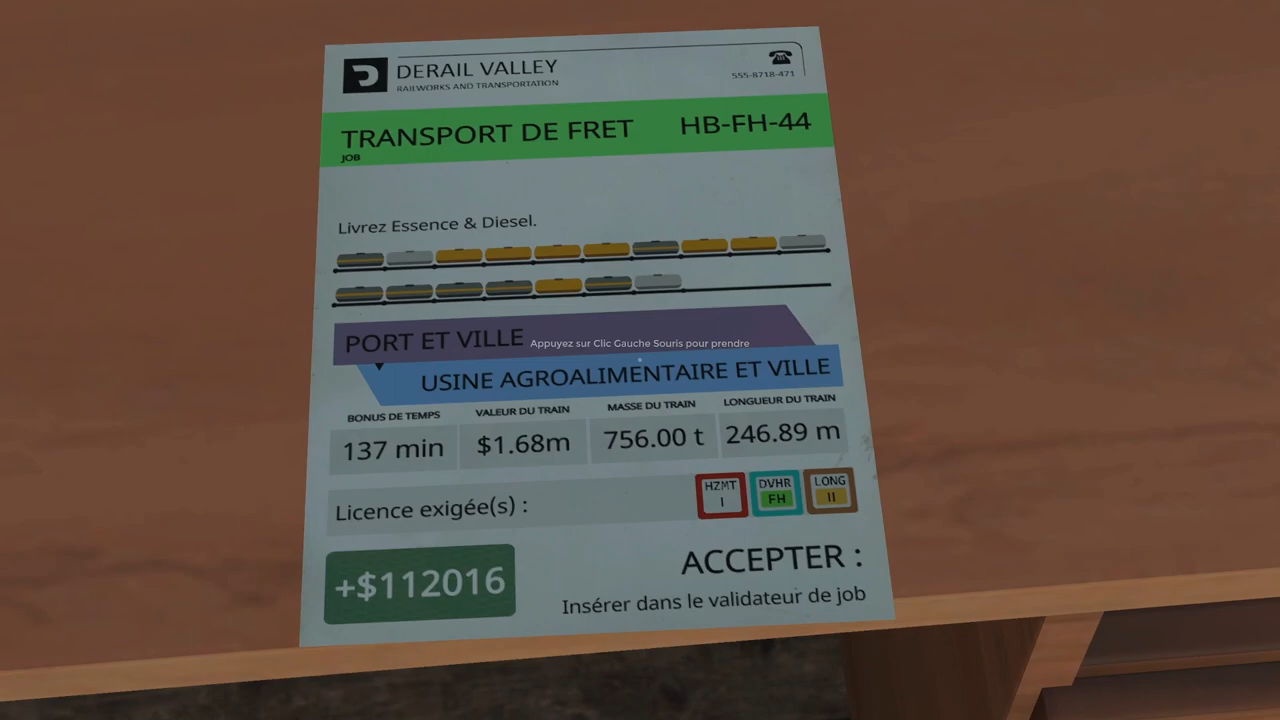 DERAIL VALLEY
RAILWORKS AND TRANSPORTATION
555-8718-471
TRANSPORT DE FRET HB-FH-44
JOB
Livrez Essence & Diesel.
PORT ET VILLE
Appuyez sur Clic Gauche Souris pour prendre
USINE AGROALIMENTAIRE ET VILLE
BONUS DE TEMPS VALEUR DU TRAIN MASSE DU TRAIN LONGUEUR DU TRAIN
137 min $1.68m 756.00 t 246.89 m
Licence exigée(s) :
HZMT I
DVHR FH
LONG II
+$112016
ACCEPTER :
Insérer dans le validateur de job